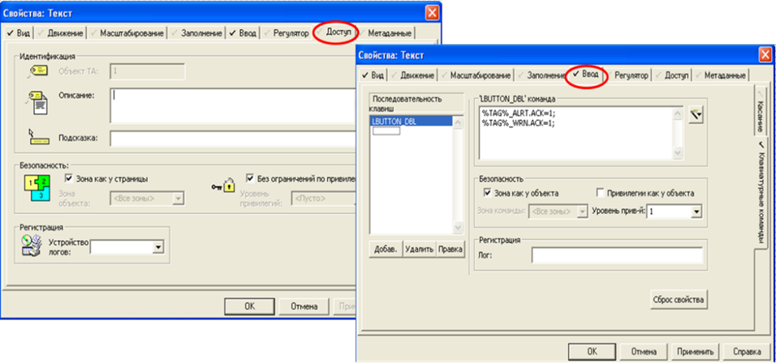 Свойства: Текст
Вид Движение Масштабирование Заполнение Ввод Регулятор Доступ Метаданные
Идентификация
Объект ТА: 1
Описание:
Подсказка:
Безопасность:
Зона как у страницы
Без ограничений по привиле
Зона объекта: <Все зоны>
Уровень привилегий: <Пусто>
Регистрация
Устройство логов:
OK Отмена При
Свойства: Текст
Вид Движение Масштабирование Заполнение Ввод Регулятор Доступ Метаданные
Последовательность клавиш
LBUTTON_DBL
Добав. Удалить Правка
'LBUTTON_DBL' команда
%TAG%_ALRT.ACK=1;
%TAG%_WRN.ACK=1;
Безопасность
Зона как у объекта
Привилегии как у объекта
Зона команды: <Все зоны> Уровень прив-й: 1
Регистрация
Лог:
Сброс свойства
Касание
Клавиатурные команды
OK Отмена Применить Справка